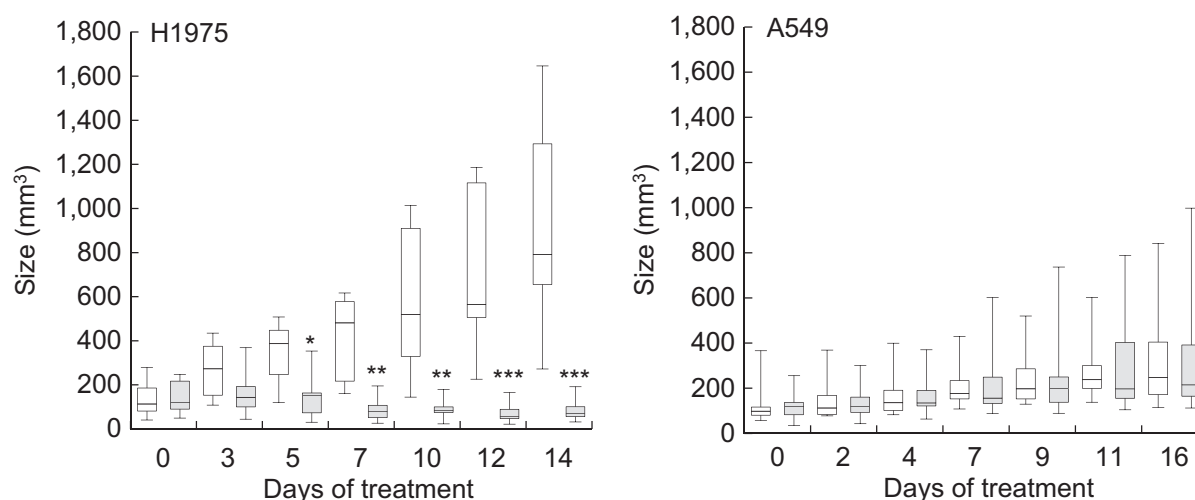 H1975
1,800
1,600
1,400
1,200
1,000
800
600
400
200
0
Size (mm³)
* ** ** *** ***
0 3 5 7 10 12 14
Days of treatment
A549
1,800
1,600
1,400
1,200
1,000
800
600
400
200
0
Size (mm³)
0 2 4 7 9 11 16
Days of treatment